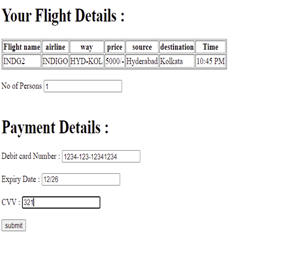 Your Flight Details :
Flight name airline way price source destination Time
INDG2 INDIGO HYD-KOL 5000/- Hyderabad Kolkata 10:45 PM
No of Persons 1
Payment Details :
Debit card Number : 1234-123-12341234
Expiry Date : 12/26
CVV : 321
submit